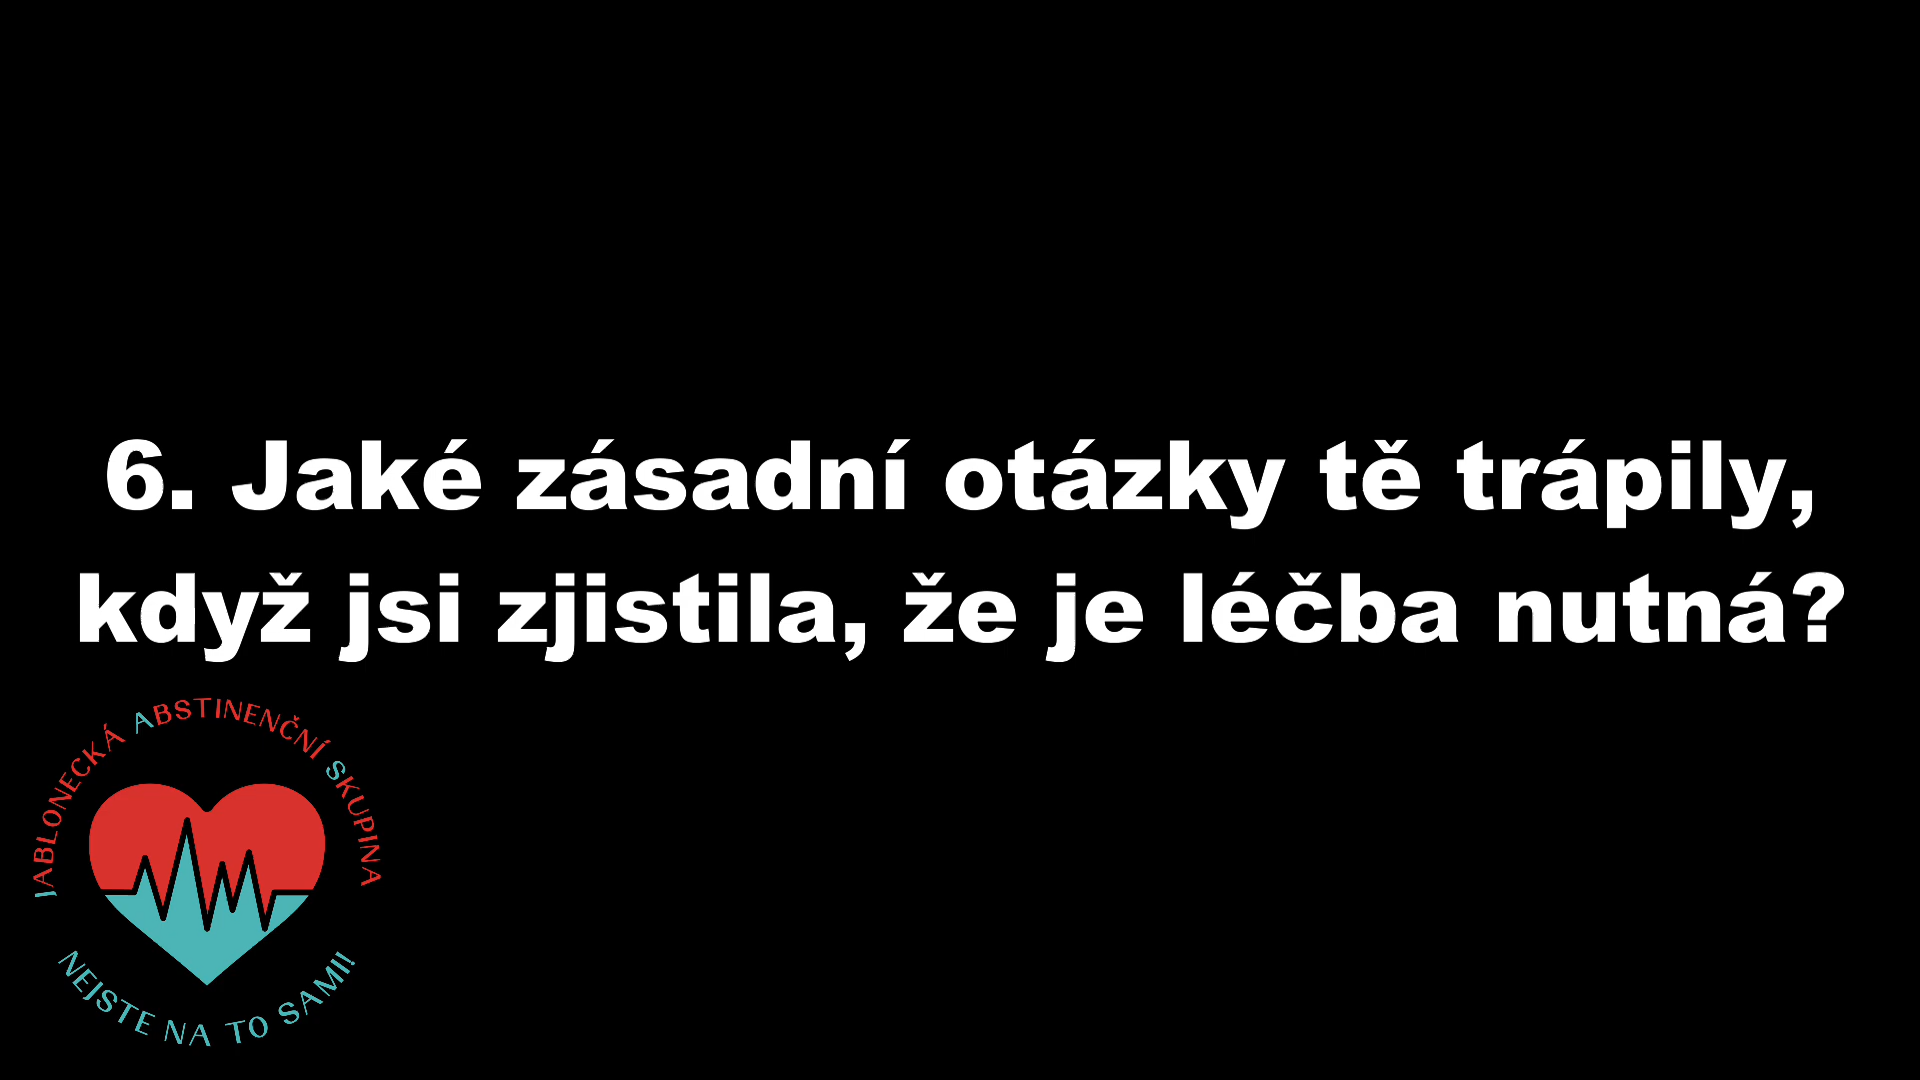 6. Jaké zásadní otázky tě trápily,
když jsi zjistila, že je léčba nutná?
JABLONECKÁ ABSTINENČNÍ SKUPINA
NEJSTE NA TO SAMI!